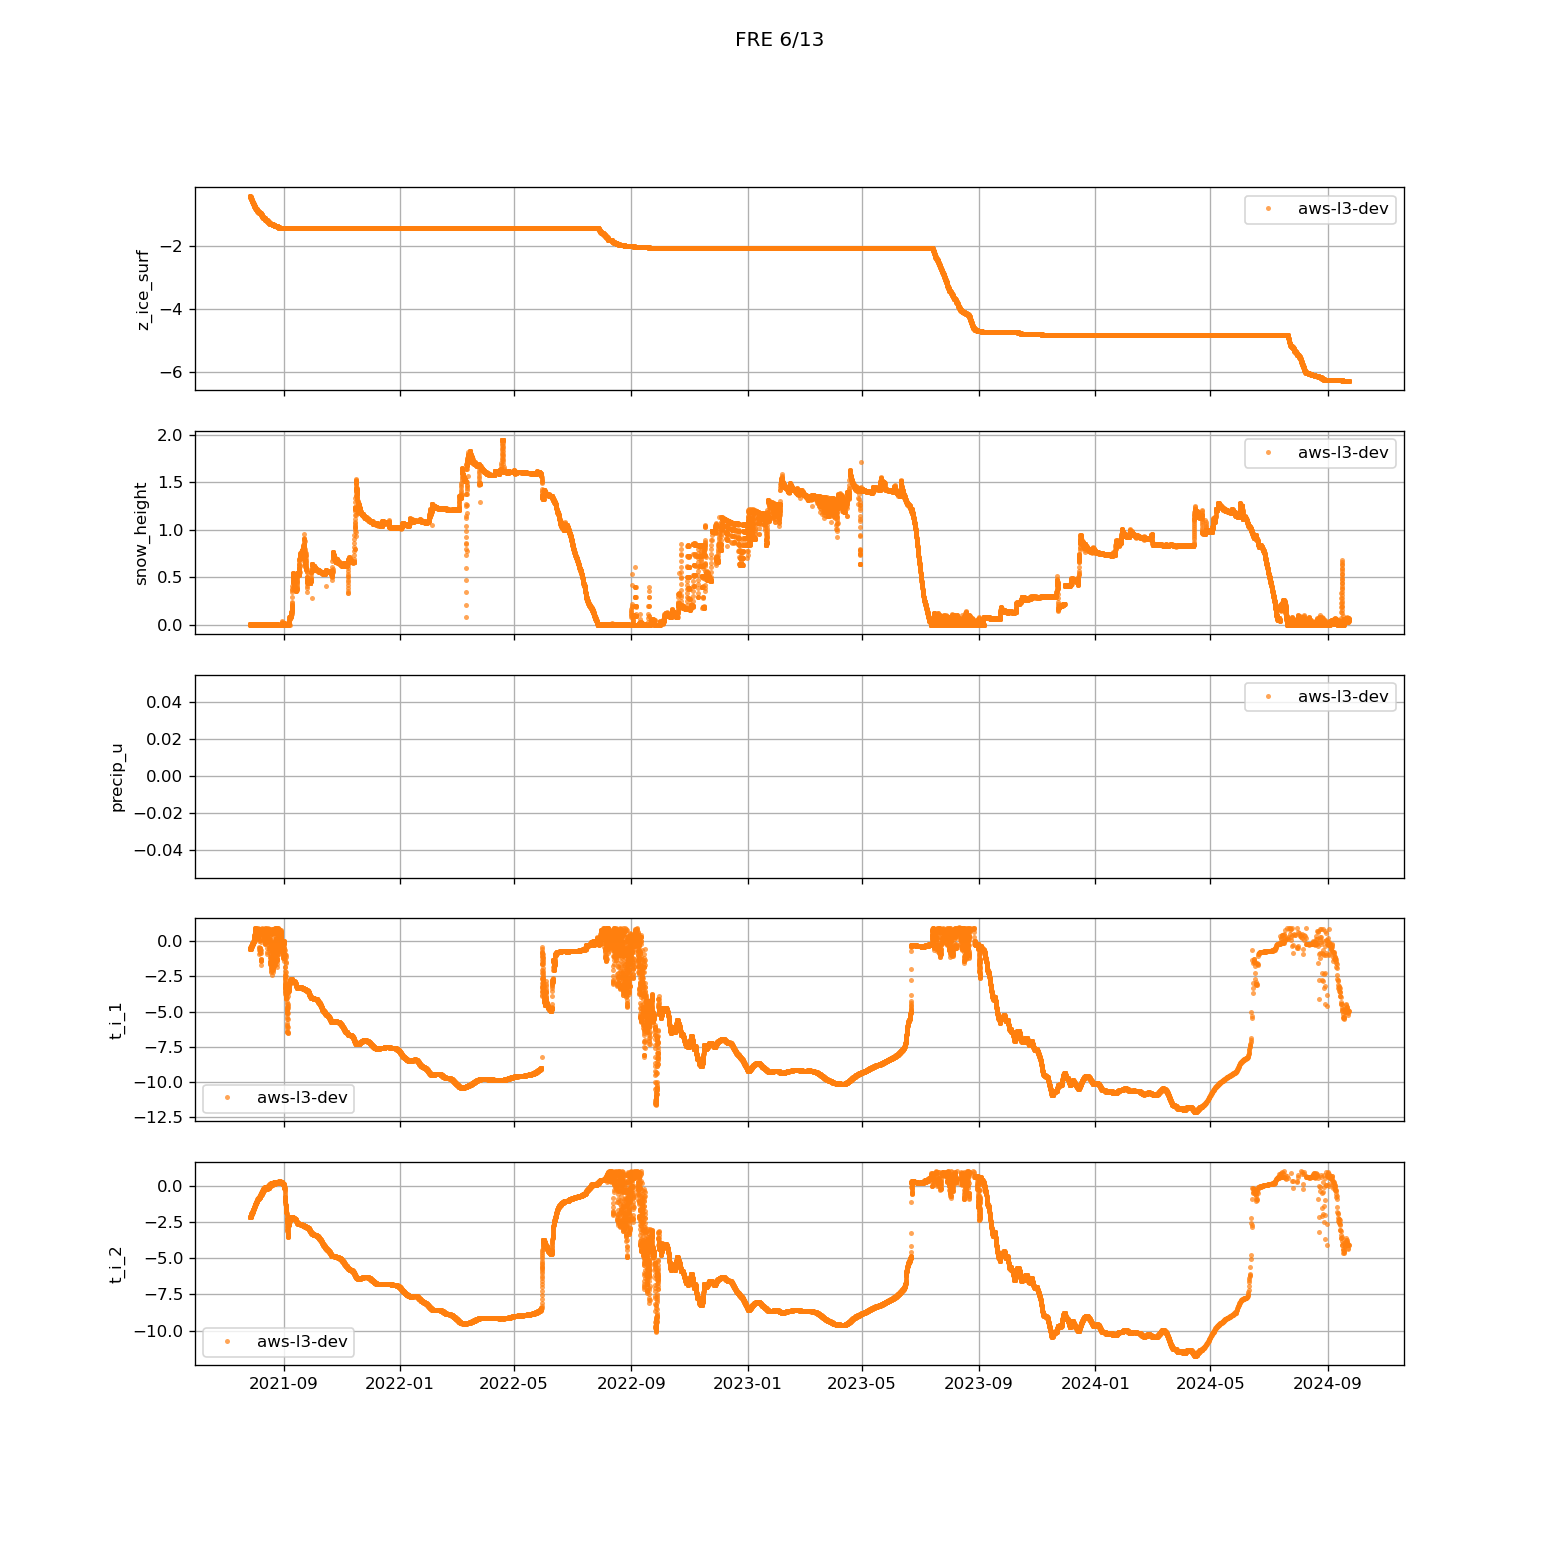 FRE 6/13
aws-l3-dev
−2
−4
−6
z_ice_surf
aws-l3-dev
2.0
1.5
1.0
0.5
0.0
snow_height
aws-l3-dev
0.04
0.02
0.00
−0.02
−0.04
precip_u
0.0
−2.5
−5.0
−7.5
−10.0
−12.5
t_i_1
aws-l3-dev
0.0
−2.5
−5.0
−7.5
−10.0
t_i_2
aws-l3-dev
2021-09 2022-01 2022-05 2022-09 2023-01 2023-05 2023-09 2024-01 2024-05 2024-09